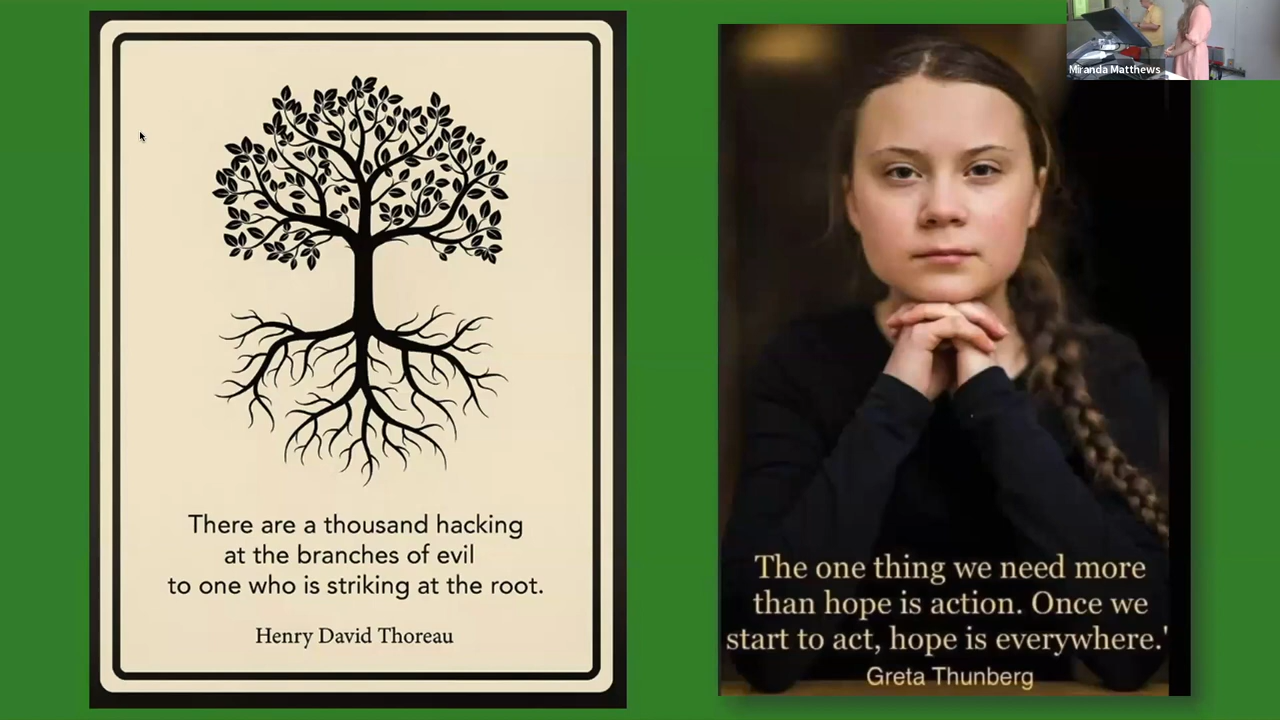 There are a thousand hacking
at the branches of evil
to one who is striking at the root.
Henry David Thoreau
Miranda Matthews
The one thing we need more
than hope is action. Once we
start to act, hope is everywhere.'
Greta Thunberg